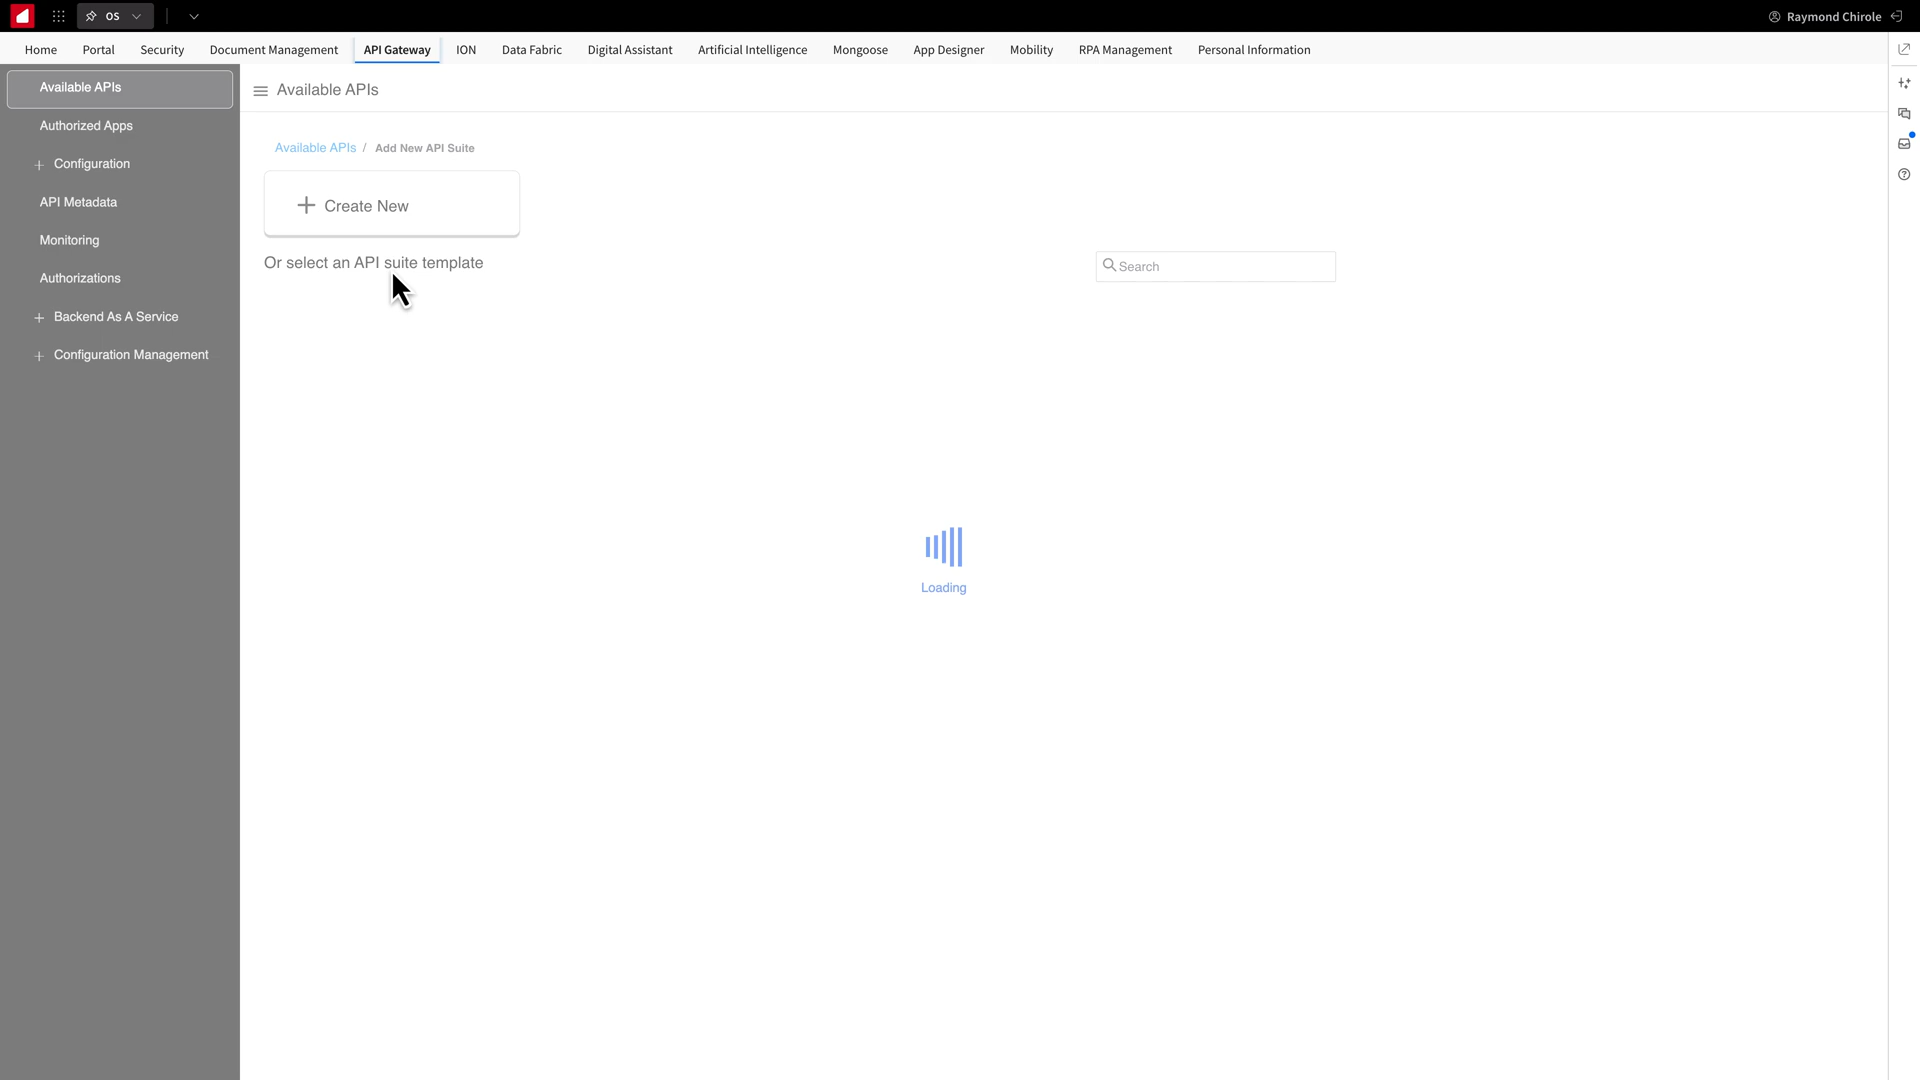 OS
Raymond Chirole
Home Portal Security Document Management API Gateway ION Data Fabric Digital Assistant Artificial Intelligence Mongoose App Designer Mobility RPA Management Personal Information
Available APIs
Authorized Apps
Configuration
API Metadata
Monitoring
Authorizations
Backend As A Service
Configuration Management
Available APIs
Available APIs / Add New API Suite
Create New
Or select an API suite template
Search
Loading